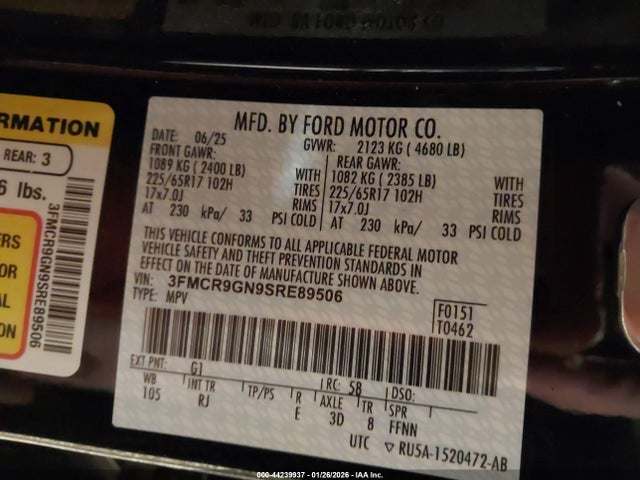 RMATION
REAR: 3
6 lbs.
3FMCR9GN9SRE89506
MFD. BY FORD MOTOR CO.
DATE: 06/25 GVWR: 2123 KG ( 4680 LB)
FRONT GAWR: REAR GAWR:
1089 KG ( 2400 LB) WITH 1082 KG ( 2385 LB) WITH
225/65R17 102H TIRES 225/65R17 102H TIRES
17x7.0J RIMS 17x7.0J RIMS
AT 230 kPa/ 33 PSI COLD AT 230 kPa/ 33 PSI COLD
THIS VEHICLE CONFORMS TO ALL APPLICABLE FEDERAL MOTOR
VEHICLE SAFETY AND THEFT PREVENTION STANDARDS IN
EFFECT ON THE DATE OF MANUFACTURE SHOWN ABOVE.
VIN: 3FMCR9GN9SRE89506
TYPE: MPV
F0151
T0462
EXT PNT: G1 RC: 58 DSO:
WB INT TR TP/PS R AXLE TR SPR
105 RJ E 3D 8 FFNN
UTC RU5A-1520472-AB
000-44239937 - 01/26/2026 - IAA Inc.